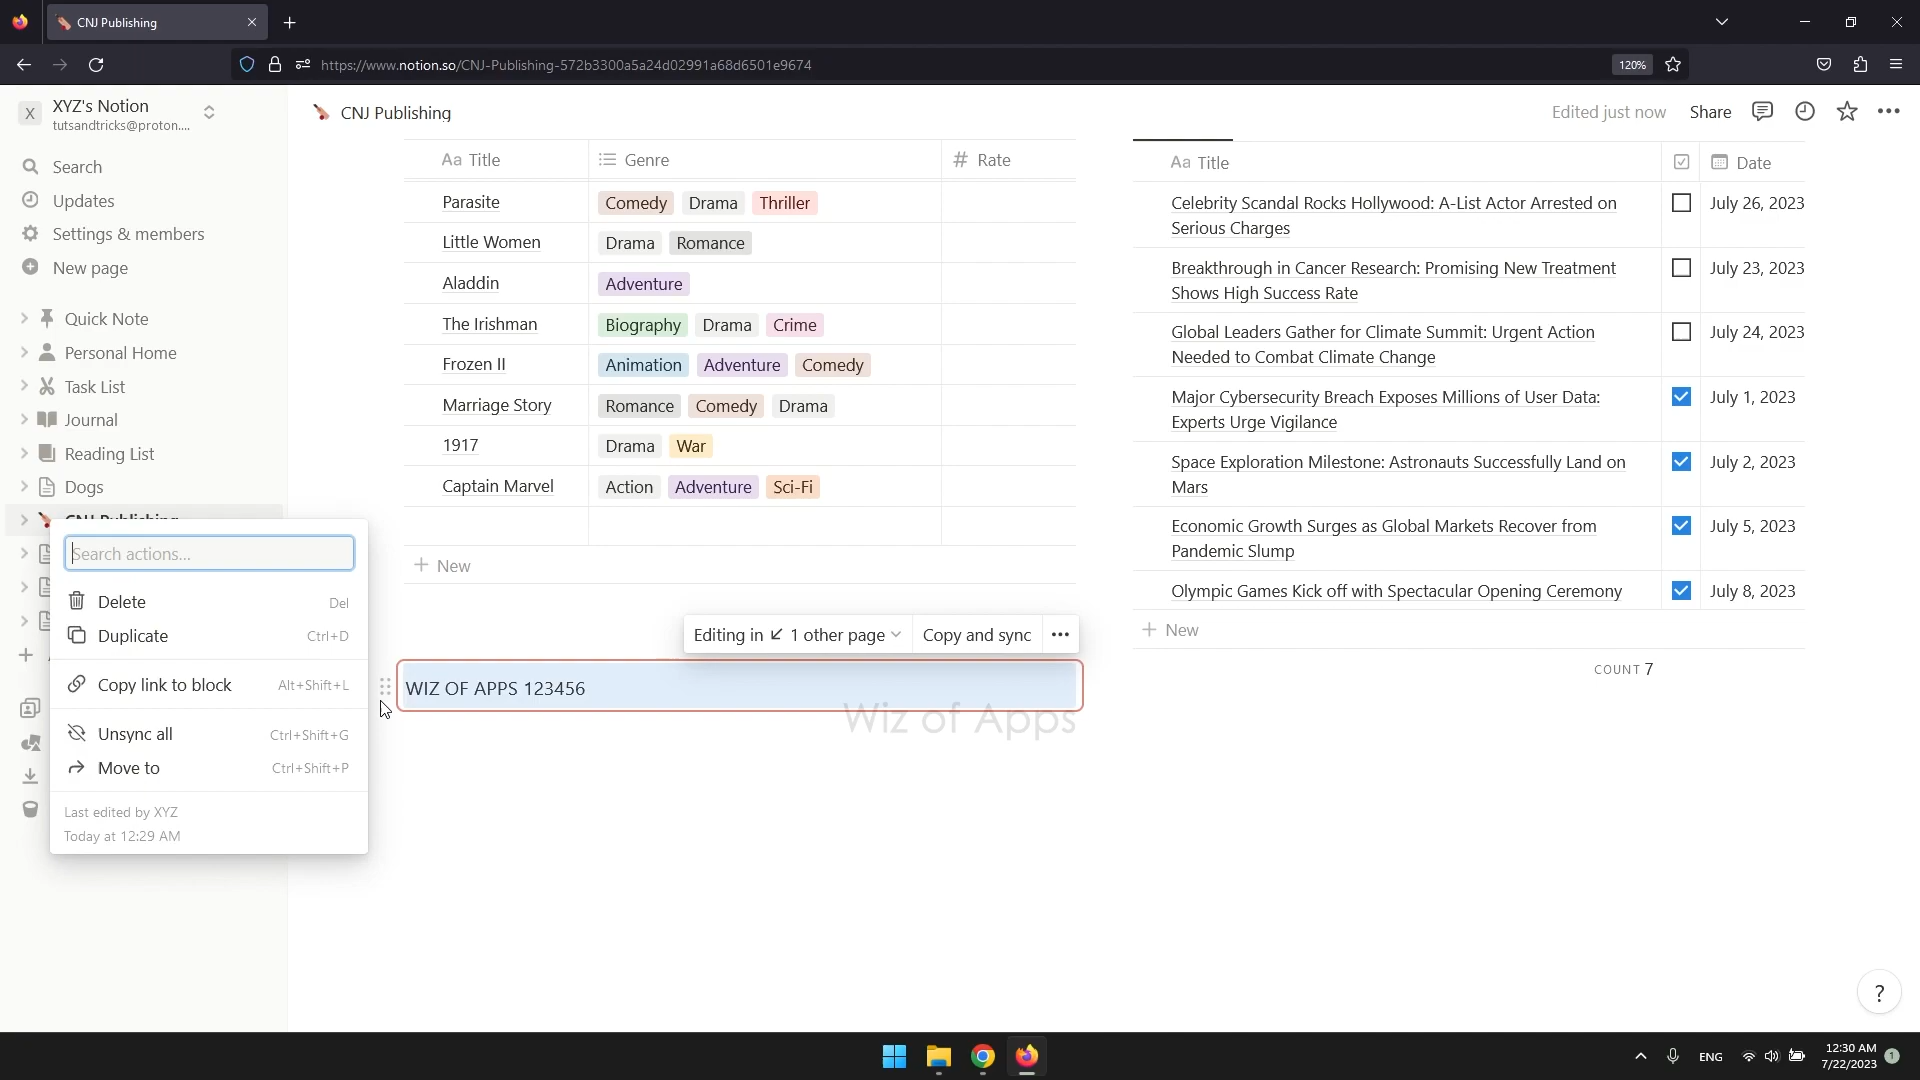 CNJ Publishing
https://www.notion.so/CNJ-Publishing-572b3300a5a24d02991a68d6501e9674
120%
X
XYZ's Notion
tutsandtricks@proton....
Search
Updates
Settings & members
New page
Quick Note
Personal Home
Task List
Journal
Reading List
Dogs
CNJ Publishing
Search actions...
Delete Del
Duplicate Ctrl+D
Copy link to block Alt+Shift+L
Unsync all Ctrl+Shift+G
Move to Ctrl+Shift+P
Last edited by XYZ
Today at 12:29 AM
CNJ Publishing
Edited just now Share
Aa Title Genre # Rate
Parasite Comedy Drama Thriller
Little Women Drama Romance
Aladdin Adventure
The Irishman Biography Drama Crime
Frozen II Animation Adventure Comedy
Marriage Story Romance Comedy Drama
1917 Drama War
Captain Marvel Action Adventure Sci-Fi
+ New
Editing in 1 other page Copy and sync
WIZ OF APPS 123456
Wiz of Apps
Aa Title Date
Celebrity Scandal Rocks Hollywood: A-List Actor Arrested on July 26, 2023
Serious Charges
Breakthrough in Cancer Research: Promising New Treatment July 23, 2023
Shows High Success Rate
Global Leaders Gather for Climate Summit: Urgent Action July 24, 2023
Needed to Combat Climate Change
Major Cybersecurity Breach Exposes Millions of User Data: July 1, 2023
Experts Urge Vigilance
Space Exploration Milestone: Astronauts Successfully Land on July 2, 2023
Mars
Economic Growth Surges as Global Markets Recover from July 5, 2023
Pandemic Slump
Olympic Games Kick off with Spectacular Opening Ceremony July 8, 2023
+ New
COUNT 7
?
ENG
12:30 AM
7/22/2023
1